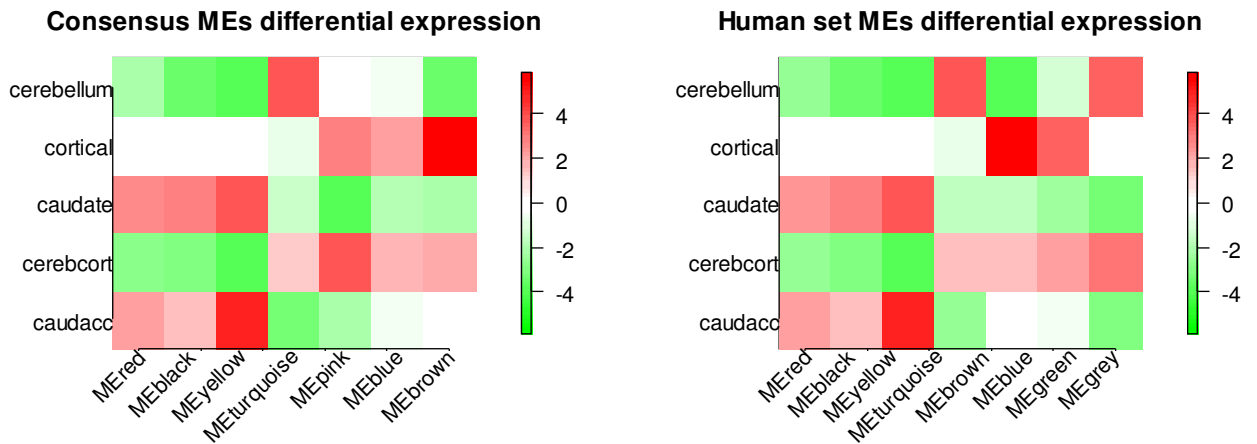 Consensus MEs differential expression
cerebellum
cortical
caudate
cerebcort
caudacc
4
2
0
-2
-4
MEred
MEblack
MEyellow
MEturquoise
MEpink
MEblue
MEbrown
Human set MEs differential expression
cerebellum
cortical
caudate
cerebcort
caudacc
4
2
0
-2
-4
MEred
MEblack
MEyellow
MEturquoise
MEbrown
MEblue
MEgreen
MEgrey